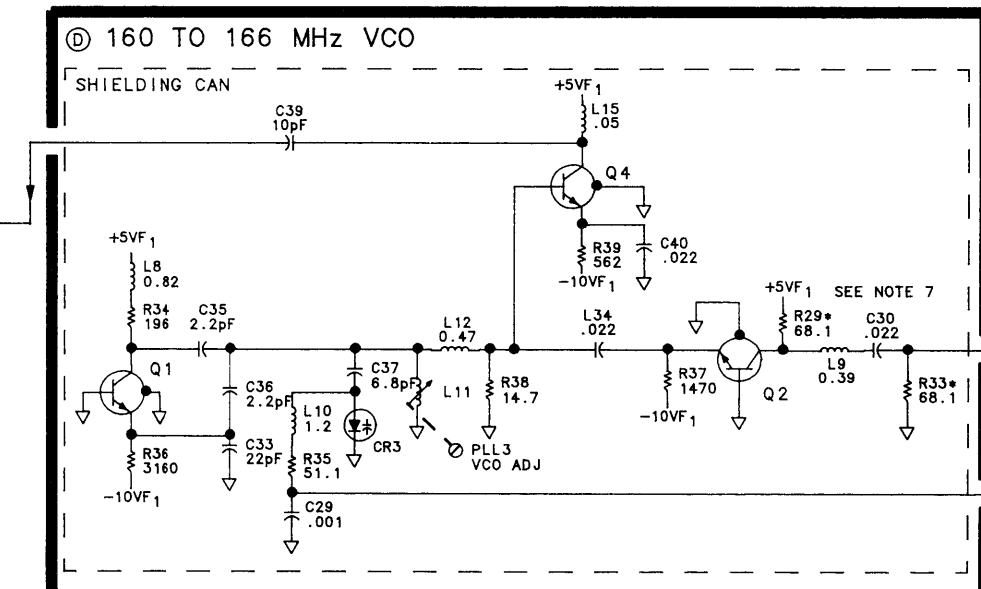 Ⓓ 160 TO 166 MHz VCO
SHIELDING CAN
C39
10pF
+5VF1
L15
.05
Q4
R39
562
-10VF1
C40
.022
+5VF1
L8
0.82
R34
196
C35
2.2pF
Q1
C36
2.2pF
C33
22pF
R36
3160
-10VF1
L10
1.2
R35
51.1
C29
.001
C37
6.8pF
CR3
L12
0.47
L11
PLL3
VCO ADJ
R38
14.7
L34
.022
R37
1470
-10VF1
Q2
+5VF1
SEE NOTE 7
R29*
68.1
L9
0.39
C30
.022
R33*
68.1